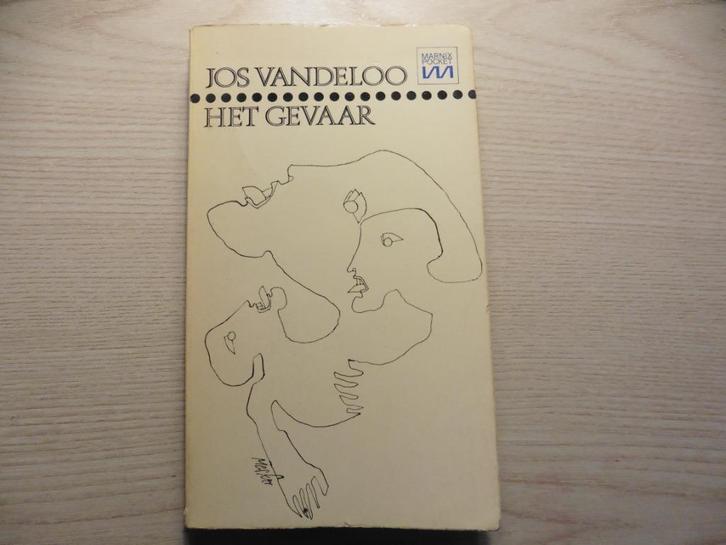 JOS VANDELOO
MARNIX
POCKET
HET GEVAAR